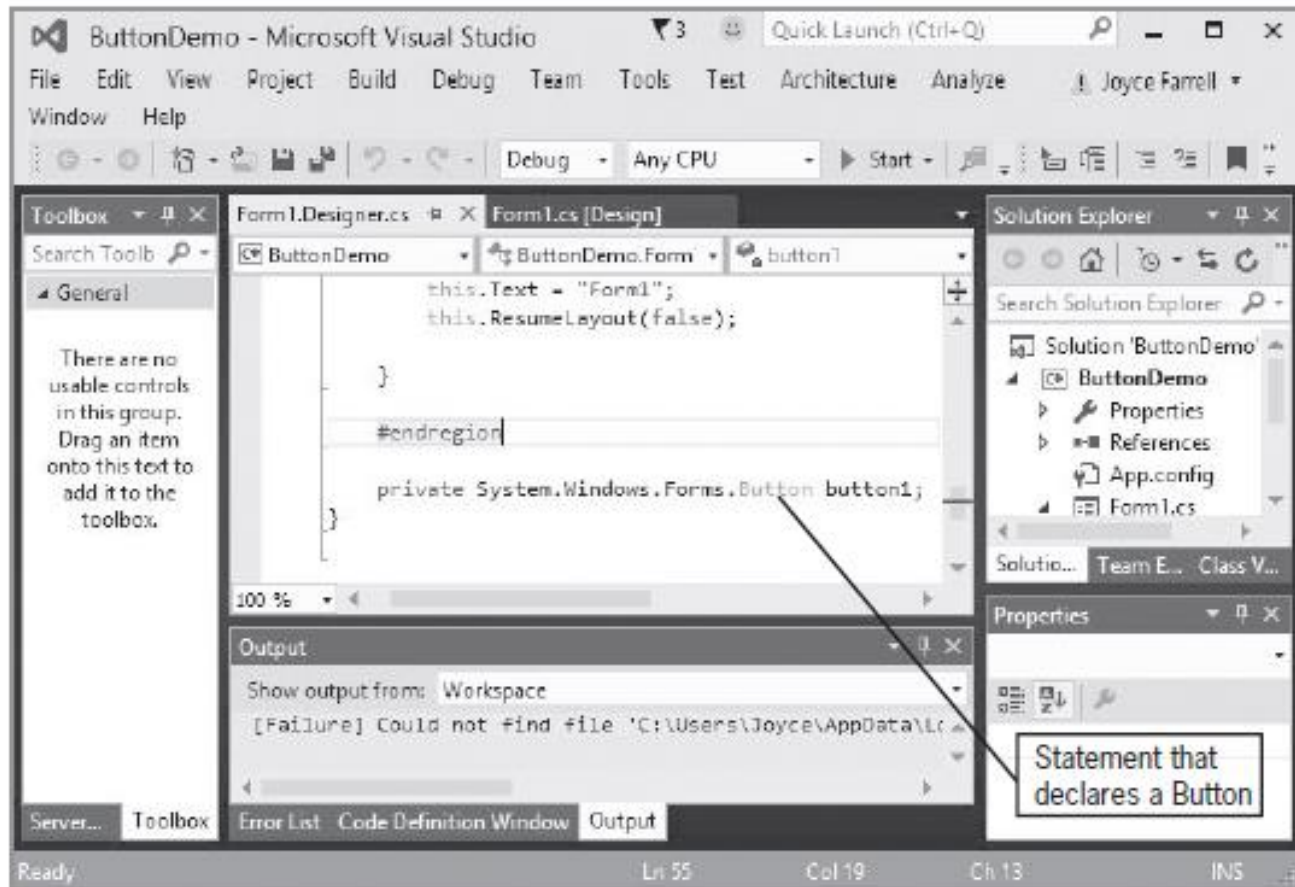 ButtonDemo - Microsoft Visual Studio
3
Quick Launch (Ctrl+Q)
File Edit View Project Build Debug Team Tools Test Architecture Analyze
Joyce Farrell
Window Help
Debug Any CPU Start
Toolbox
Search Toolb
General
There are no
usable controls
in this group.
Drag an item
onto this text to
add it to the
toolbox.
Server... Toolbox
Form1.Designer.cs Form1.cs [Design]
C# ButtonDemo ButtonDemo.Form button1
this.Text = "Form1";
this.ResumeLayout(false);
}
#endregion
private System.Windows.Forms.Button button1;
}
100 %
Output
Show output from: Workspace
[Failure] Could not find file 'C:\Users\Joyce\AppData\Lo
Error List Code Definition Window Output
Solution Explorer
Search Solution Explorer
Solution 'ButtonDemo'
C# ButtonDemo
Properties
References
App.config
Form1.cs
Solutio... Team E... Class V...
Properties
Statement that
declares a Button
Ready Ln 55 Col 19 Ch 13 INS